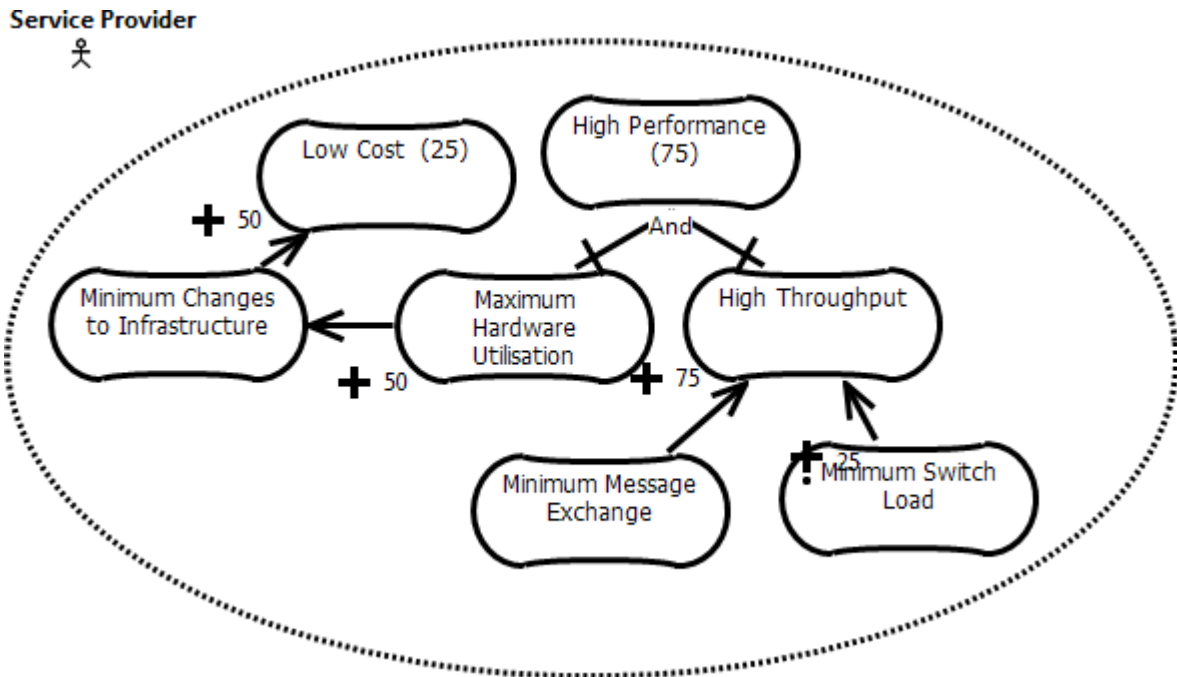 Service Provider
Low Cost (25)
High Performance
(75)
And
50
Minimum Changes
to Infrastructure
Maximum
Hardware
Utilisation
High Throughput
50
75
25
Minimum Message
Exchange
Minimum Switch
Load